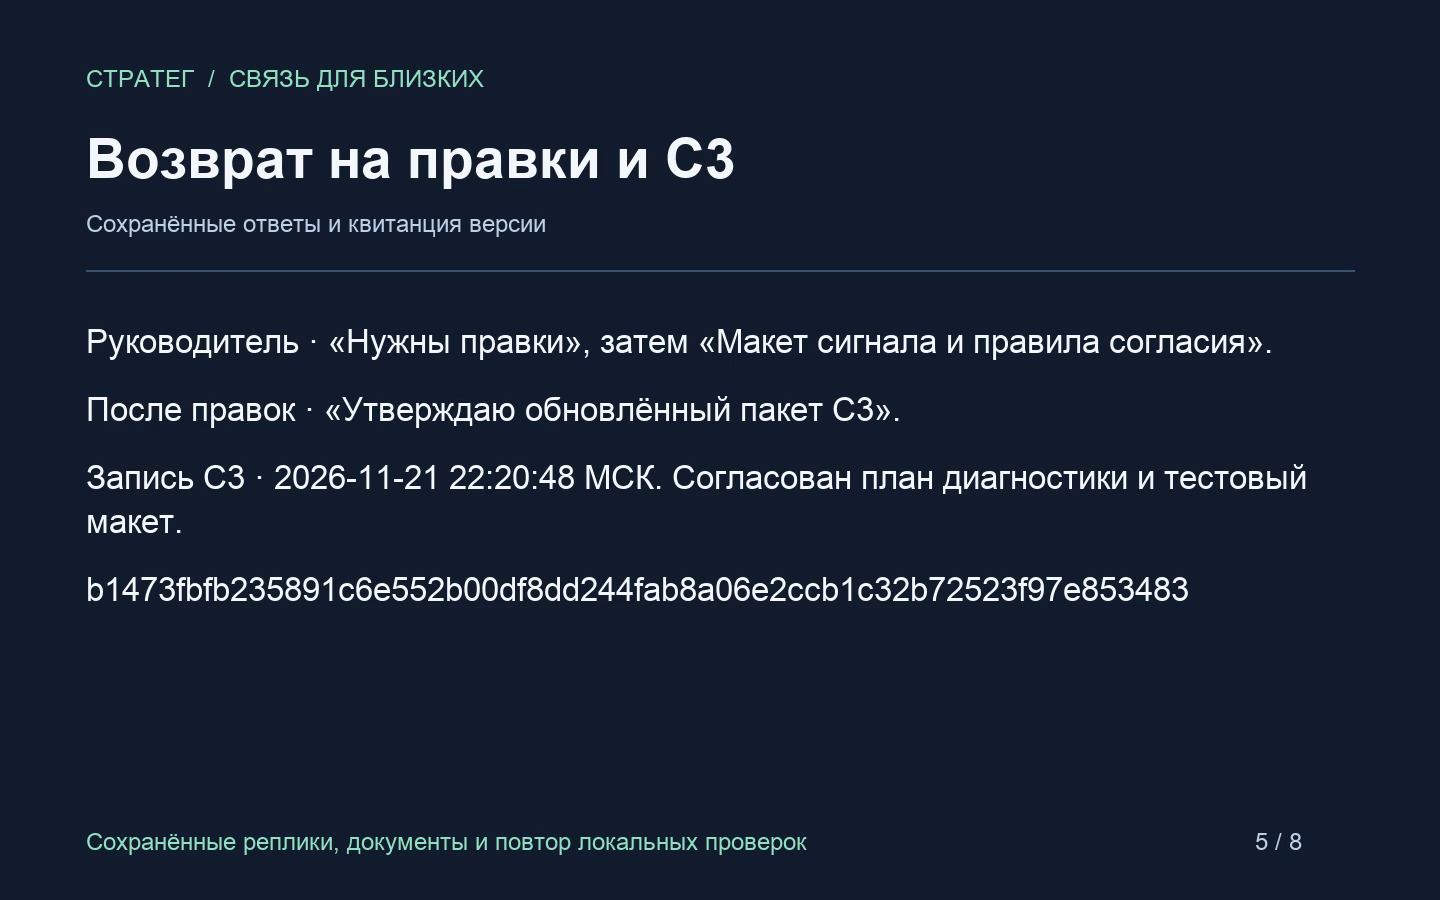 СТРАТЕГ / СВЯЗЬ ДЛЯ БЛИЗКИХ
Возврат на правки и С3
Сохранённые ответы и квитанция версии
Руководитель · «Нужны правки», затем «Макет сигнала и правила согласия».
После правок · «Утверждаю обновлённый пакет С3».
Запись С3 · 2026-11-21 22:20:48 МСК. Согласован план диагностики и тестовый
макет.
b1473fbfb235891c6e552b00df8dd244fab8a06e2ccb1c32b72523f97e853483
Сохранённые реплики, документы и повтор локальных проверок
5 / 8